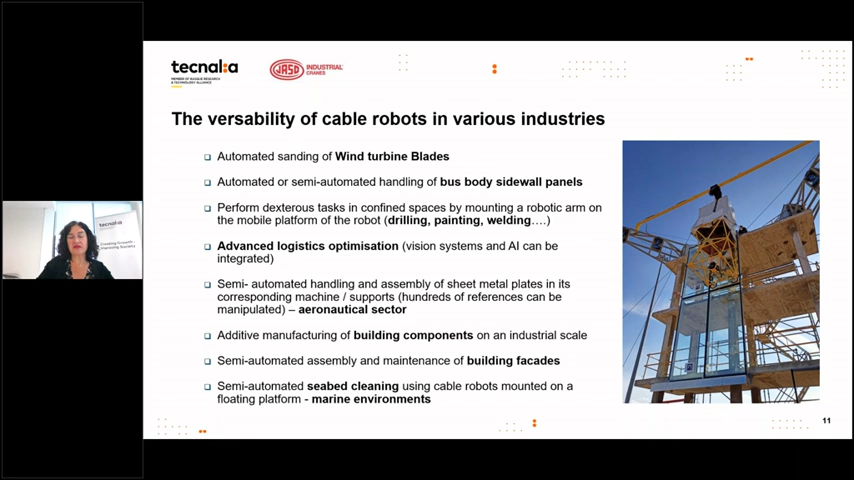 tecnalia
MEMBER OF BASQUE RESEARCH
& TECHNOLOGY ALLIANCE
JASO INDUSTRIAL
CRANES
The versability of cable robots in various industries
Automated sanding of Wind turbine Blades
Automated or semi-automated handling of bus body sidewall panels
Perform dexterous tasks in confined spaces by mounting a robotic arm on
the mobile platform of the robot (drilling, painting, welding….)
Advanced logistics optimisation (vision systems and AI can be
integrated)
Semi- automated handling and assembly of sheet metal plates in its
corresponding machine / supports (hundreds of references can be
manipulated) – aeronautical sector
Additive manufacturing of building components on an industrial scale
Semi-automated assembly and maintenance of building facades
Semi-automated seabed cleaning using cable robots mounted on a
floating platform - marine environments
11
tecnalia
Creating Growth
Improving Society